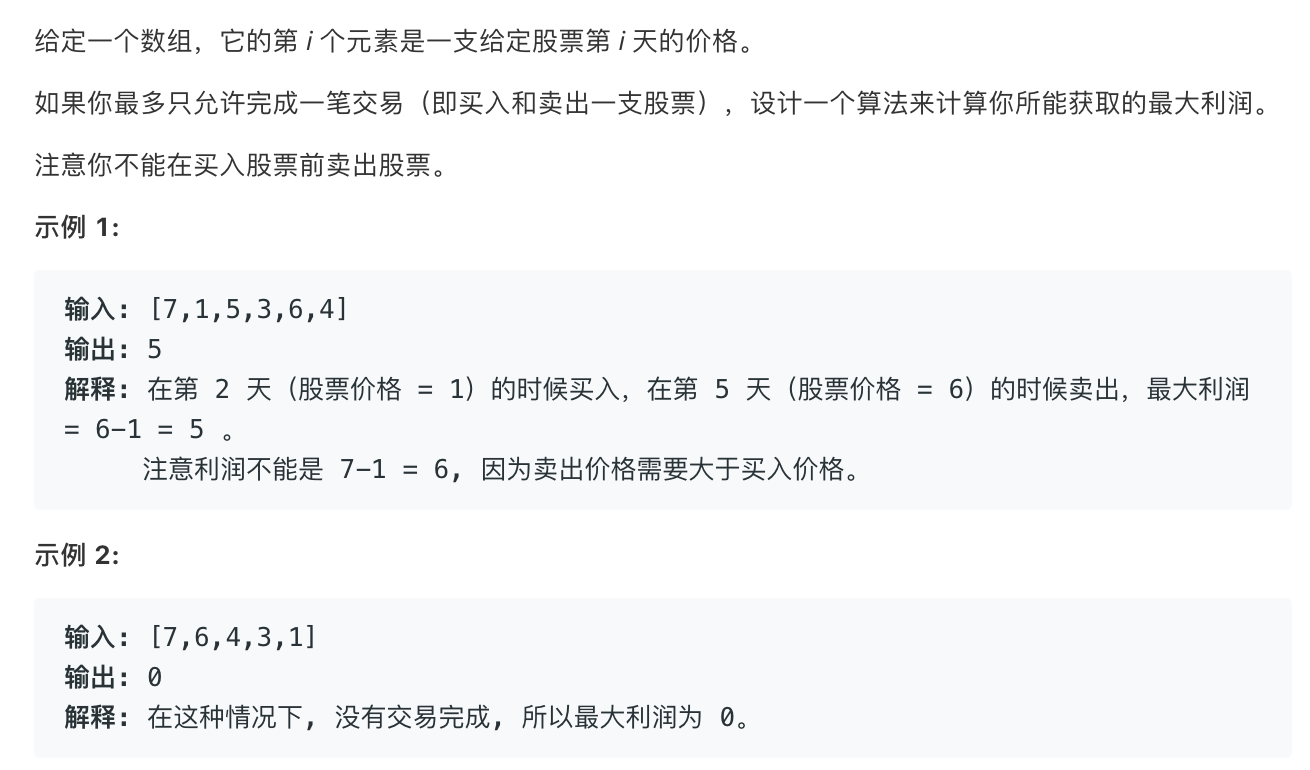 给定一个数组，它的第 i 个元素是一支给定股票第 i 天的价格。
如果你最多只允许完成一笔交易（即买入和卖出一支股票），设计一个算法来计算你所能获取的最大利润。
注意你不能在买入股票前卖出股票。
示例 1:
输入: [7,1,5,3,6,4]
输出: 5
解释: 在第 2 天（股票价格 = 1）的时候买入，在第 5 天（股票价格 = 6）的时候卖出，最大利润
= 6-1 = 5 。
注意利润不能是 7-1 = 6, 因为卖出价格需要大于买入价格。
示例 2:
输入: [7,6,4,3,1]
输出: 0
解释: 在这种情况下, 没有交易完成, 所以最大利润为 0。